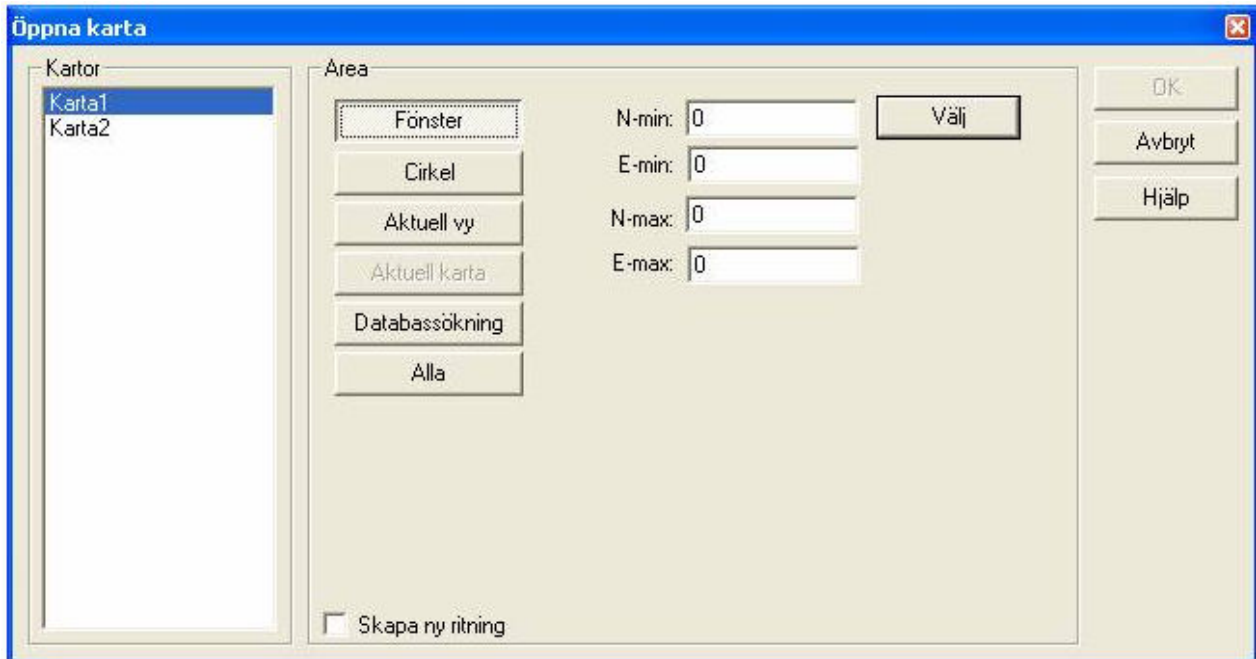 Öppna karta
Kartor
Karta1
Karta2
Area
Fönster
Cirkel
Aktuell vy
Aktuell karta
Databassökning
Alla
N-min: 0
E-min: 0
N-max: 0
E-max: 0
Välj
Skapa ny ritning
OK
Avbryt
Hjälp